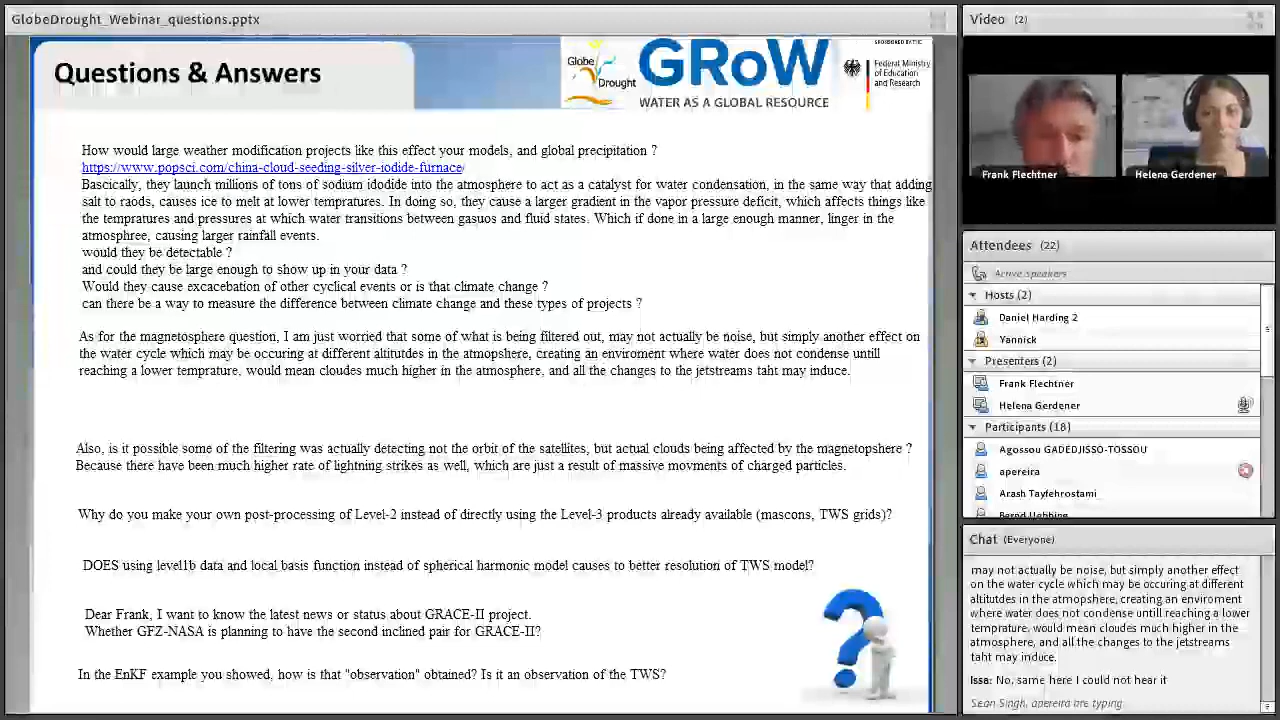 GlobeDrought_Webinar_questions.pptx
Questions & Answers
Globe
Drought
GRoW
WATER AS A GLOBAL RESOURCE
SPONSORED BY THE
Federal Ministry
of Education
and Research
How would large weather modification projects like this effect your models, and global precipitation ?
https://www.popsci.com/china-cloud-seeding-silver-iodide-furnace/
Bascically, they launch millions of tons of sodium idodide into the atmosphere to act as a catalyst for water condensation, in the same way that adding
salt to raods, causes ice to melt at lower tempratures. In doing so, they cause a larger gradient in the vapor pressure deficit, which affects things like
the tempratures and pressures at which water transitions between gasuos and fluid states. Which if done in a large enough manner, linger in the
atmosphree, causing larger rainfall events.
would they be detectable ?
and could they be large enough to show up in your data ?
Would they cause excacebation of other cyclical events or is that climate change ?
can there be a way to measure the difference between climate change and these types of projects ?
As for the magnetosphere question, I am just worried that some of what is being filtered out, may not actually be noise, but simply another effect on
the water cycle which may be occuring at different altitutdes in the atmopshere, creating an enviroment where water does not condense untill
reaching a lower temprature, would mean cloudes much higher in the atmosphere, and all the changes to the jetstreams taht may induce.
Also, is it possible some of the filtering was actually detecting not the orbit of the satellites, but actual clouds being affected by the magnetopshere ?
Because there have been much higher rate of lightning strikes as well, which are just a result of massive movments of charged particles.
Why do you make your own post-processing of Level-2 instead of directly using the Level-3 products already available (mascons, TWS grids)?
DOES using level1b data and local basis function instead of spherical harmonic model causes to better resolution of TWS model?
Dear Frank, I want to know the latest news or status about GRACE-II project.
Whether GFZ-NASA is planning to have the second inclined pair for GRACE-II?
In the EnKF example you showed, how is that "observation" obtained? Is it an observation of the TWS?
Video (2)
Frank Flechtner
Helena Gerdener
Attendees (22)
Active speakers
Hosts (2)
Daniel Harding 2
Yannick
Presenters (2)
Frank Flechtner
Helena Gerdener
Participants (18)
Agossou GADEDJISSO-TOSSOU
apereira
Arash Tayfehrostami
Bernd Hebbing
Chat (Everyone)
may not actually be noise, but simply another effect
on the water cycle which may be occuring at different
altitutdes in the atmopshere, creating an enviroment
where water does not condense untill reaching a lower
temprature, would mean cloudes much higher in the
atmosphere, and all the changes to the jetstreams
taht may induce.
Issa: No, same here I could not hear it
Sean Singh, apereira are typing